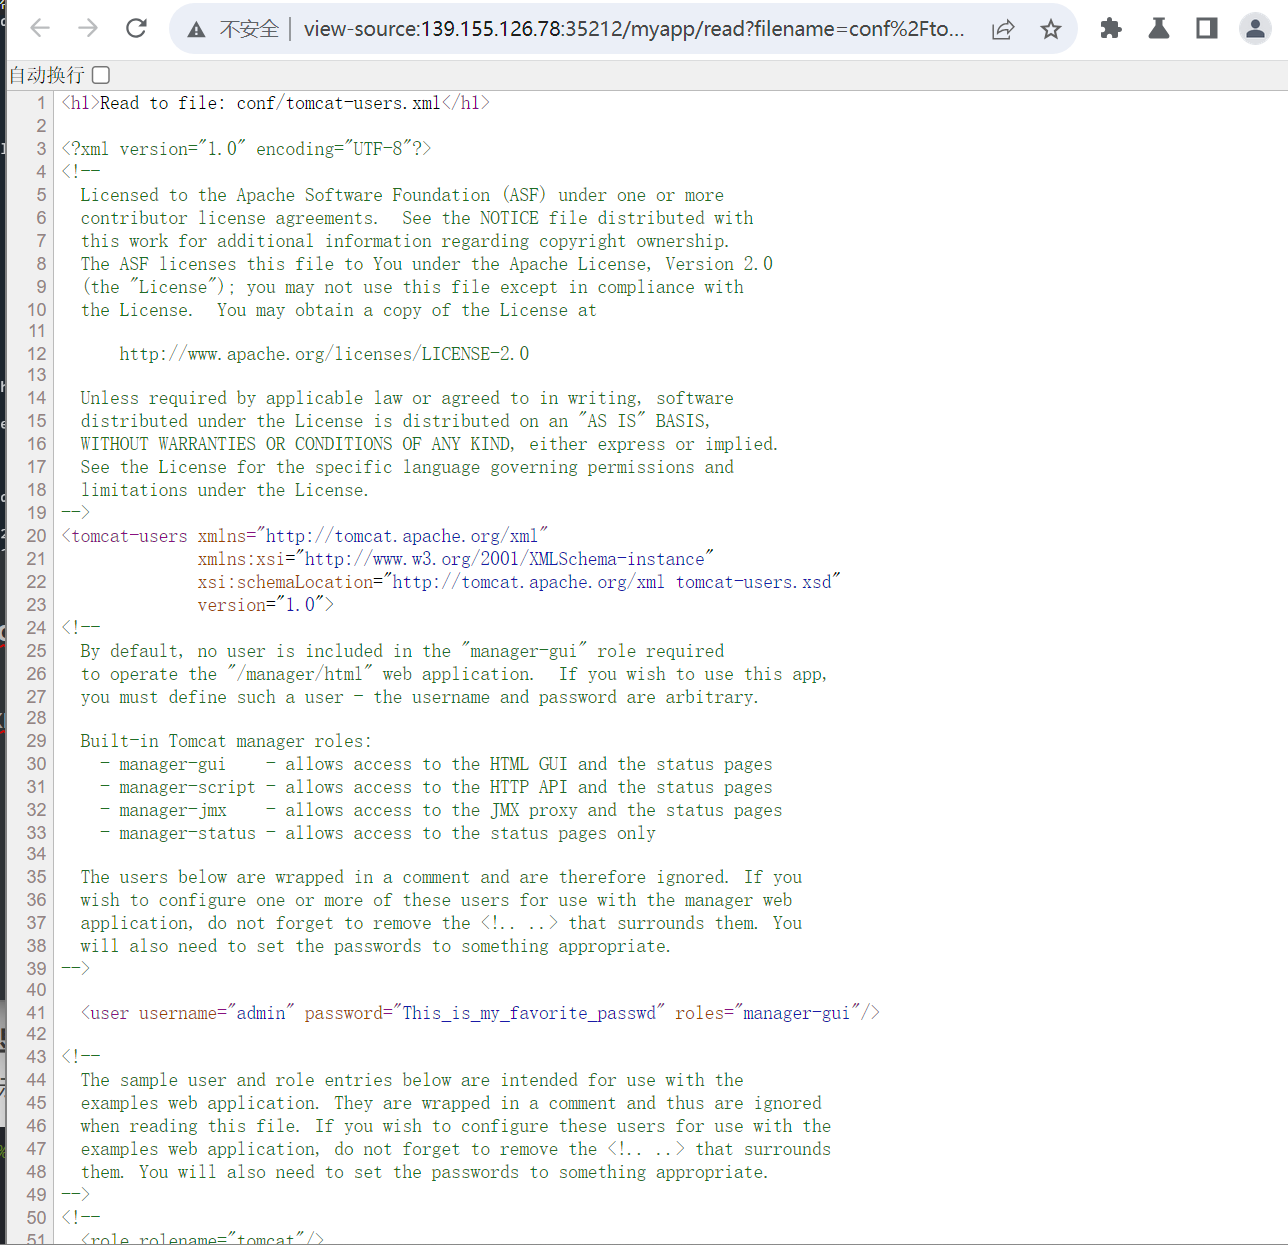 不安全 | view-source:139.155.126.78:35212/myapp/read?filename=conf%2Fto...
自动换行
1 <h1>Read to file: conf/tomcat-users.xml</h1>
2
3 <?xml version="1.0" encoding="UTF-8"?>
4 <!--
5   Licensed to the Apache Software Foundation (ASF) under one or more
6   contributor license agreements.  See the NOTICE file distributed with
7   this work for additional information regarding copyright ownership.
8   The ASF licenses this file to You under the Apache License, Version 2.0
9   (the "License"); you may not use this file except in compliance with
10   the License.  You may obtain a copy of the License at
11
12       http://www.apache.org/licenses/LICENSE-2.0
13
14   Unless required by applicable law or agreed to in writing, software
15   distributed under the License is distributed on an "AS IS" BASIS,
16   WITHOUT WARRANTIES OR CONDITIONS OF ANY KIND, either express or implied.
17   See the License for the specific language governing permissions and
18   limitations under the License.
19 -->
20 <tomcat-users xmlns="http://tomcat.apache.org/xml"
21               xmlns:xsi="http://www.w3.org/2001/XMLSchema-instance"
22               xsi:schemaLocation="http://tomcat.apache.org/xml tomcat-users.xsd"
23               version="1.0">
24 <!--
25   By default, no user is included in the "manager-gui" role required
26   to operate the "/manager/html" web application.  If you wish to use this app,
27   you must define such a user - the username and password are arbitrary.
28
29   Built-in Tomcat manager roles:
30     - manager-gui    - allows access to the HTML GUI and the status pages
31     - manager-script - allows access to the HTTP API and the status pages
32     - manager-jmx    - allows access to the JMX proxy and the status pages
33     - manager-status - allows access to the status pages only
34
35   The users below are wrapped in a comment and are therefore ignored. If you
36   wish to configure one or more of these users for use with the manager web
37   application, do not forget to remove the <!.. ..> that surrounds them. You
38   will also need to set the passwords to something appropriate.
39 -->
40
41   <user username="admin" password="This_is_my_favorite_passwd" roles="manager-gui"/>
42
43 <!--
44   The sample user and role entries below are intended for use with the
45   examples web application. They are wrapped in a comment and thus are ignored
46   when reading this file. If you wish to configure these users for use with the
47   examples web application, do not forget to remove the <!.. ..> that surrounds
48   them. You will also need to set the passwords to something appropriate.
49 -->
50 <!--
51   <role rolename="tomcat"/>